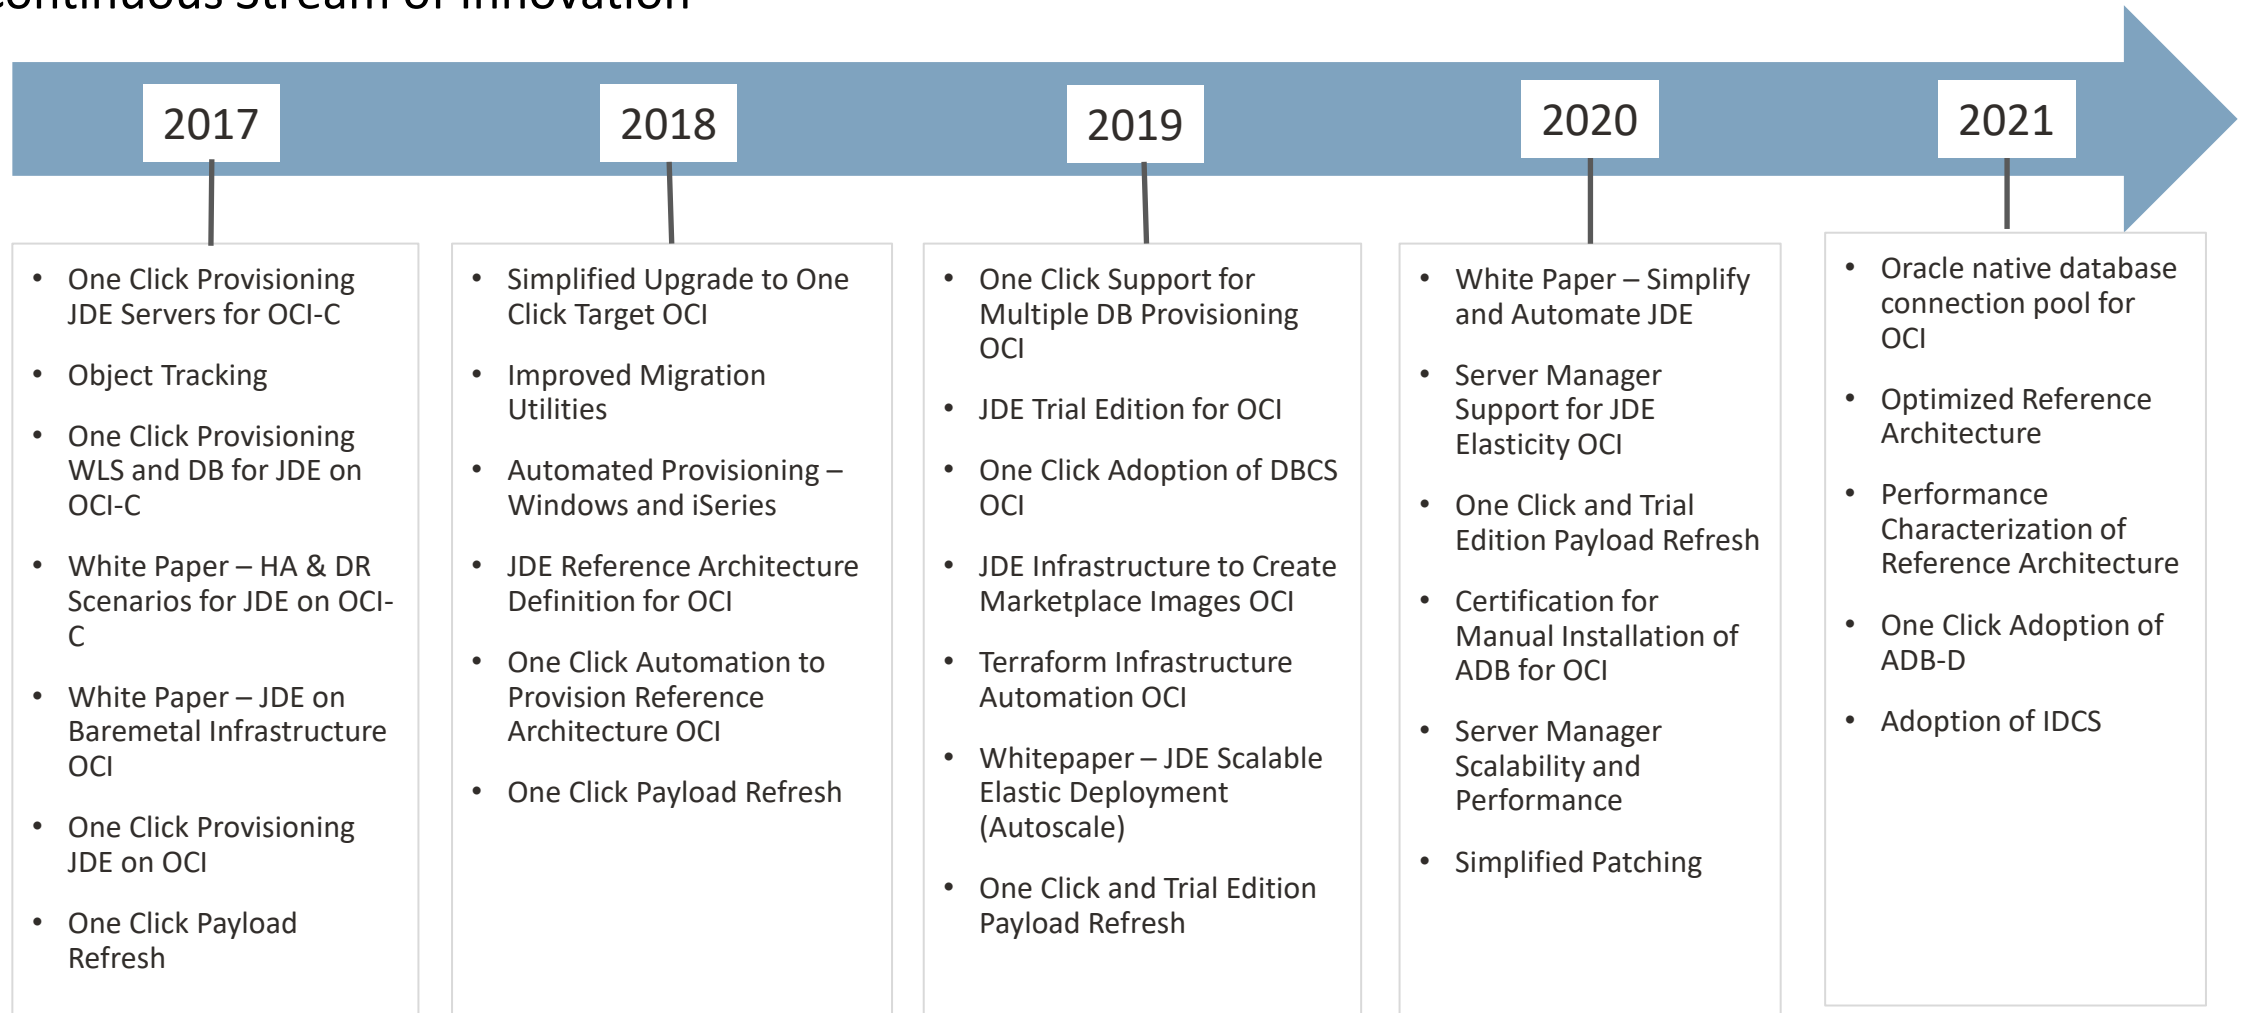 Continuous Stream of Innovation
2017
2018
2019
2020
2021
• One Click Provisioning
JDE Servers for OCI-C
• Object Tracking
• One Click Provisioning
WLS and DB for JDE on
OCI-C
• White Paper – HA & DR
Scenarios for JDE on OCI-
C
• White Paper – JDE on
Baremetal Infrastructure
OCI
• One Click Provisioning
JDE on OCI
• One Click Payload
Refresh
• Simplified Upgrade to One
Click Target OCI
• Improved Migration
Utilities
• Automated Provisioning –
Windows and iSeries
• JDE Reference Architecture
Definition for OCI
• One Click Automation to
Provision Reference
Architecture OCI
• One Click Payload Refresh
• One Click Support for
Multiple DB Provisioning
OCI
• JDE Trial Edition for OCI
• One Click Adoption of DBCS
OCI
• JDE Infrastructure to Create
Marketplace Images OCI
• Terraform Infrastructure
Automation OCI
• Whitepaper – JDE Scalable
Elastic Deployment
(Autoscale)
• One Click and Trial Edition
Payload Refresh
• White Paper – Simplify
and Automate JDE
• Server Manager
Support for JDE
Elasticity OCI
• One Click and Trial
Edition Payload Refresh
• Certification for
Manual Installation of
ADB for OCI
• Server Manager
Scalability and
Performance
• Simplified Patching
• Oracle native database
connection pool for
OCI
• Optimized Reference
Architecture
• Performance
Characterization of
Reference Architecture
• One Click Adoption of
ADB-D
• Adoption of IDCS